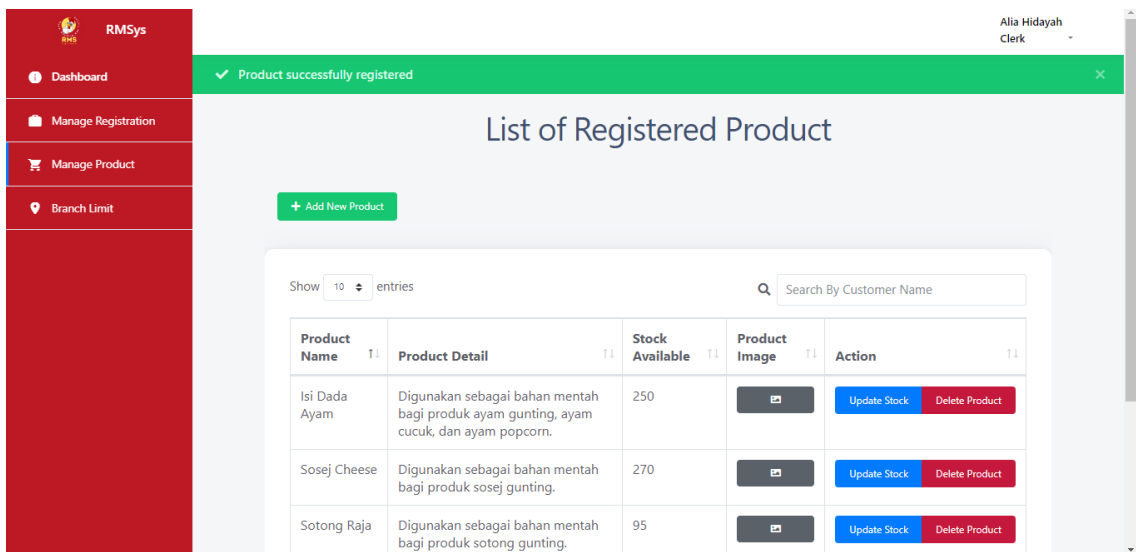 RMS
RMSys
Alia Hidayah
Clerk
Dashboard
Product successfully registered
Manage Registration
Manage Product
Branch Limit
List of Registered Product
Add New Product
Show 10 entries
Search By Customer Name
Product Name
Product Detail
Stock Available
Product Image
Action
Isi Dada
Ayam
Digunakan sebagai bahan mentah
bagi produk ayam gunting, ayam
cucuk, dan ayam popcorn.
250
Update Stock
Delete Product
Sosej Cheese
Digunakan sebagai bahan mentah
bagi produk sosej gunting.
270
Update Stock
Delete Product
Sotong Raja
Digunakan sebagai bahan mentah
bagi produk sotong gunting.
95
Update Stock
Delete Product